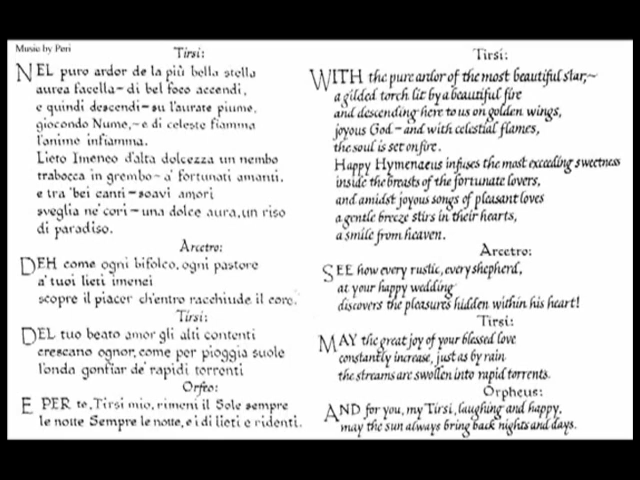 Music by Peri
Tirsi:
NEL puro ardor de la più bella stella
aurea facella – di bel foco accendi,
e quindi descendi – su l'aurate piume,
giocondo Nume, – e di celeste fiamma
l'anime infiamma.
Lieto Imeneo d'alta dolcezza un nembo
trabocca in grembo – a' fortunati amanti.
e tra 'bei canti – soavi amori
sveglia ne' cori – una dolce aura, un riso
di paradiso.
Arcetro:
DEH come ogni bifolco, ogni pastore
a' tuoi lieti imenei
scopre il piacer ch'entro racchiude il core.
Tirsi:
DEL tuo beato amor gli alti contenti
crescano ognor, come per pioggia suole
l'onda gonfiar de' rapidi torrenti
Orfeo:
E PER te, Tirsi mio, rimeni il Sole sempre
le notte Sempre le notte, e i di lieti e ridenti.
Tirsi:
WITH the pure ardor of the most beautiful star,~
a gilded torch lit by a beautiful fire
and descending here to us on golden wings,
joyous God – and with celestial flames,
the soul is set on fire.
Happy Hymenaeus infuses the most exceeding sweetness
inside the breasts of the fortunate lovers,
and amidst joyous songs of pleasant loves
a gentle breeze stirs in their hearts,
a smile from heaven.
Arcetro:
SEE how every rustic, every shepherd,
at your happy wedding
discovers the pleasures hidden within his heart!
Tirsi:
MAY the great joy of your blessed love
constantly increase, just as by rain
the streams are swollen into rapid torrents.
Orpheus:
AND for you, my Tirsi, laughing and happy,
may the sun always bring back nights and days.